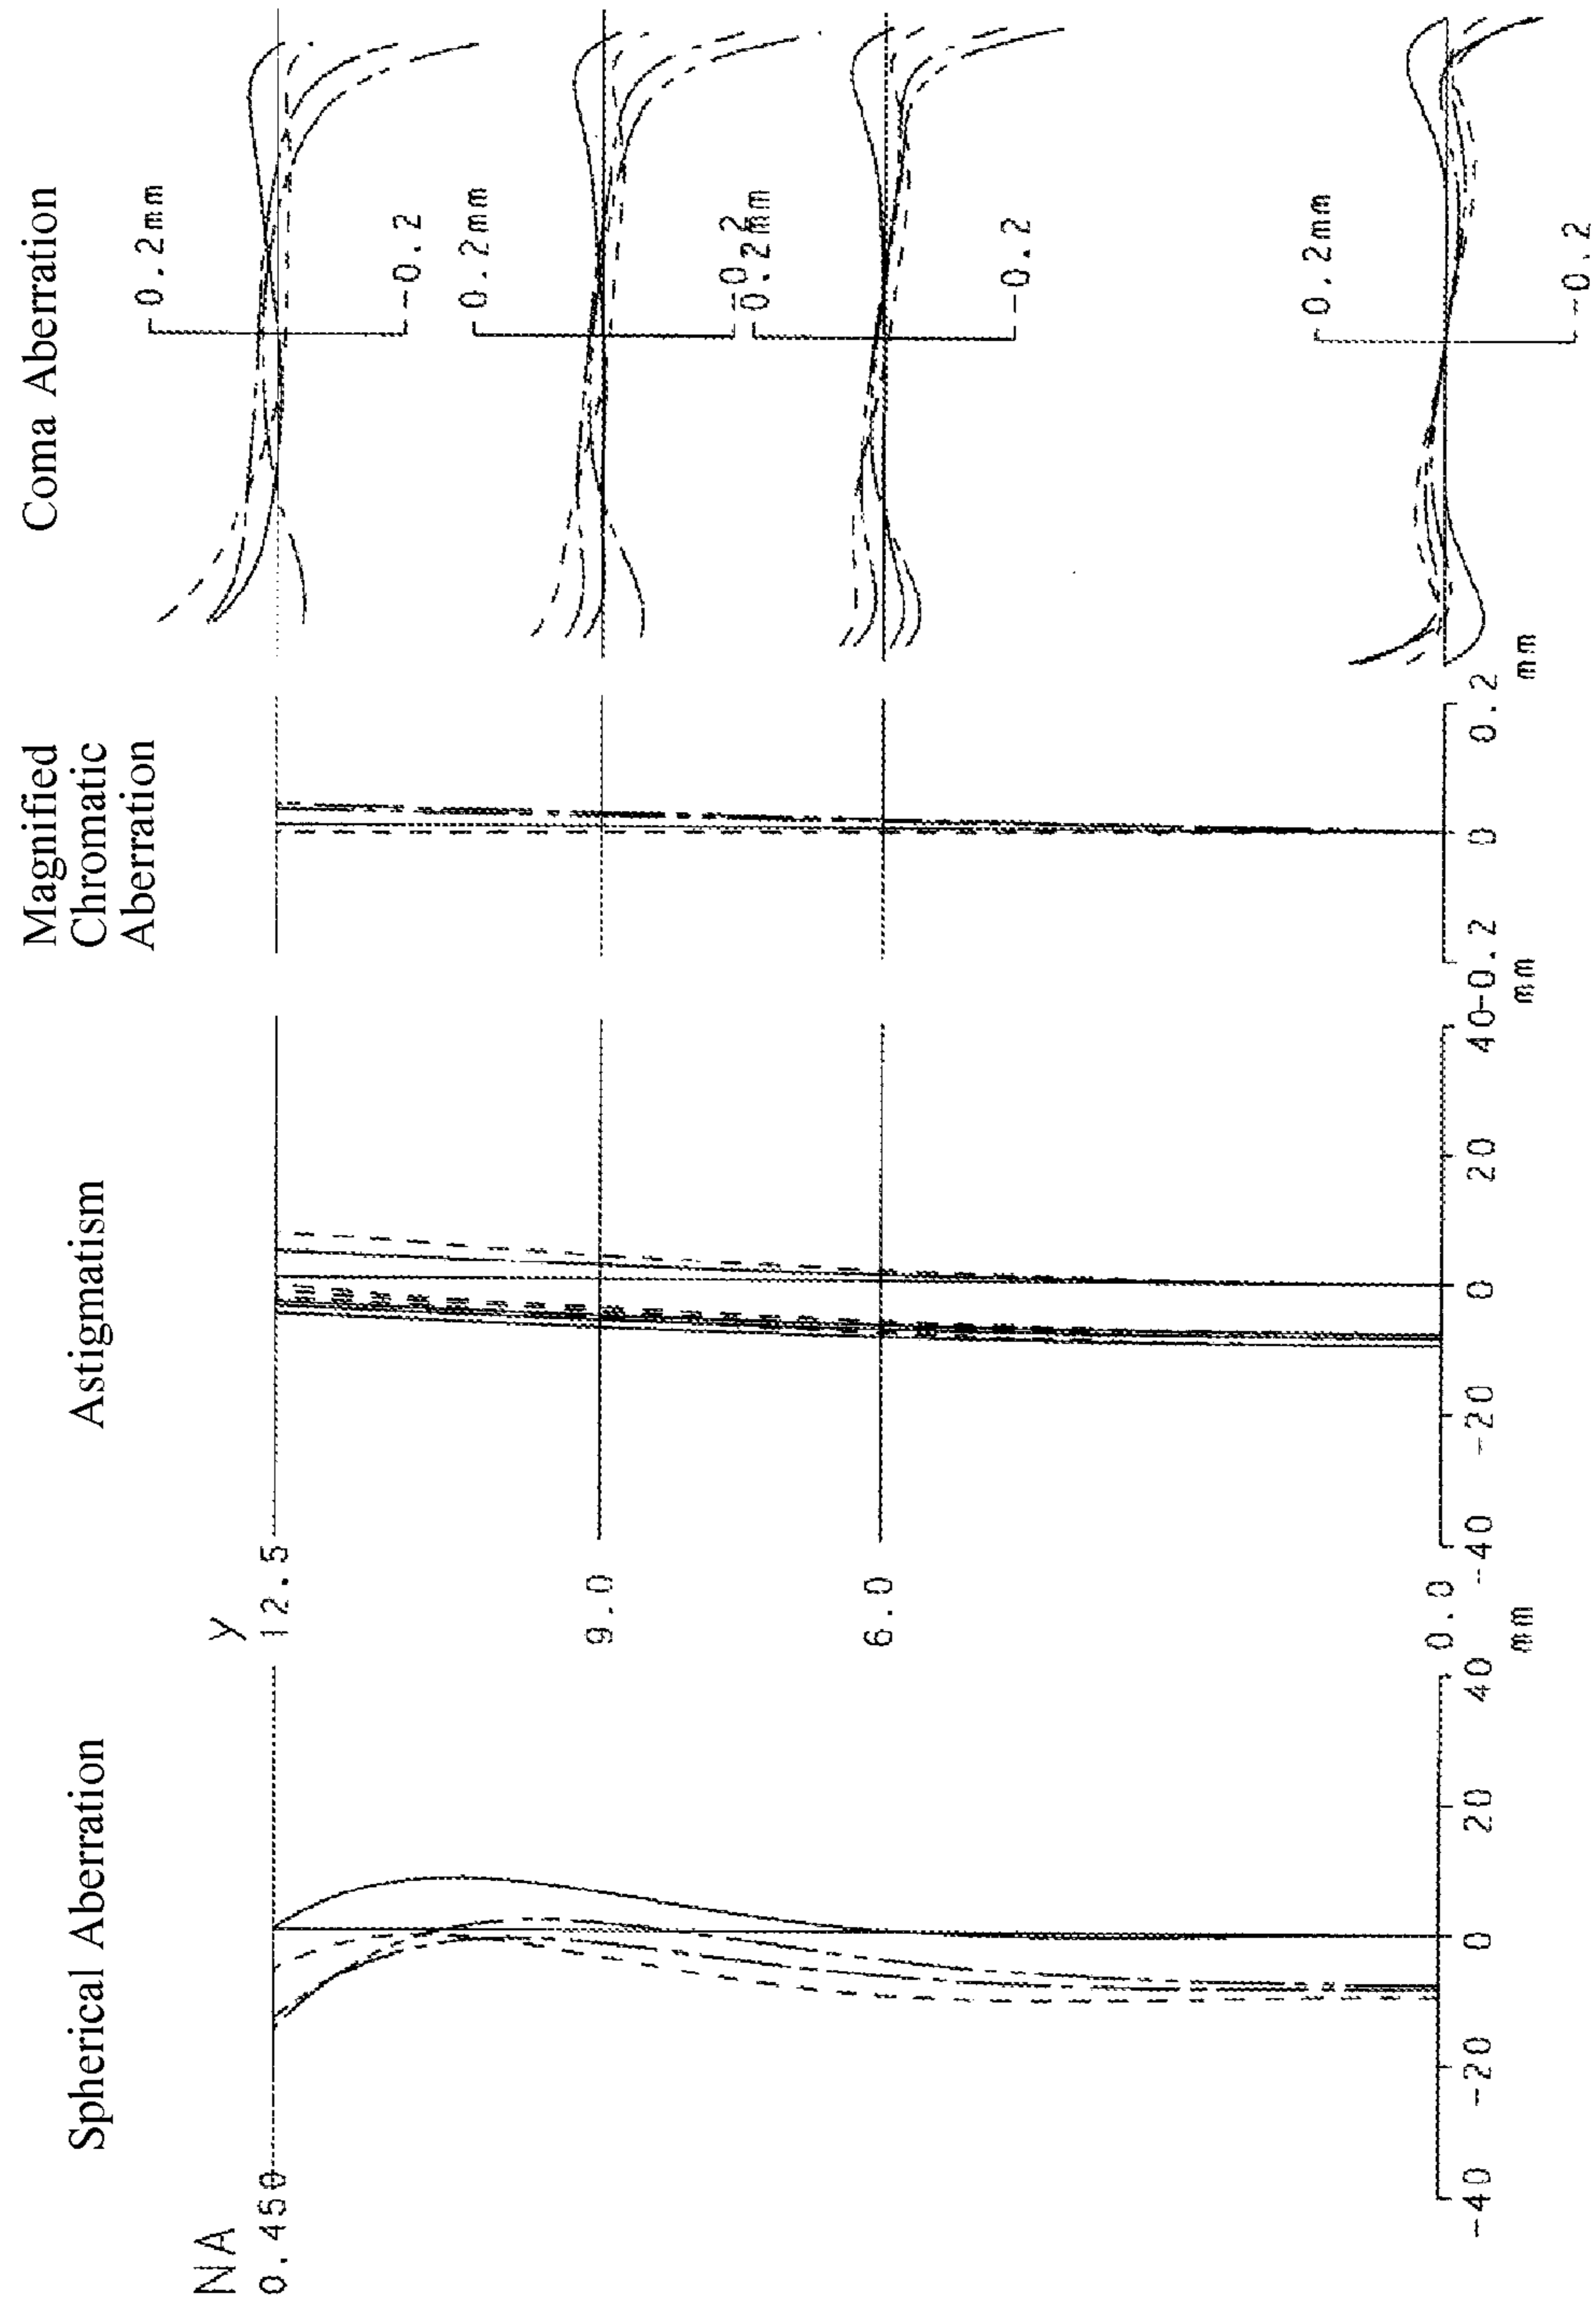 Spherical Aberration
NA
0.450
-40
-20
0
20
40
Astigmatism
Y
12.5
9.0
6.0
0.0
mm
-40
-20
0
20
40
Magnified
Chromatic
Aberration
-0.2
0
0.2
mm
mm
Coma Aberration
0.2mm
-0.2
0.2mm
-0.2
0.2mm
-0.2
0.2mm
-0.2